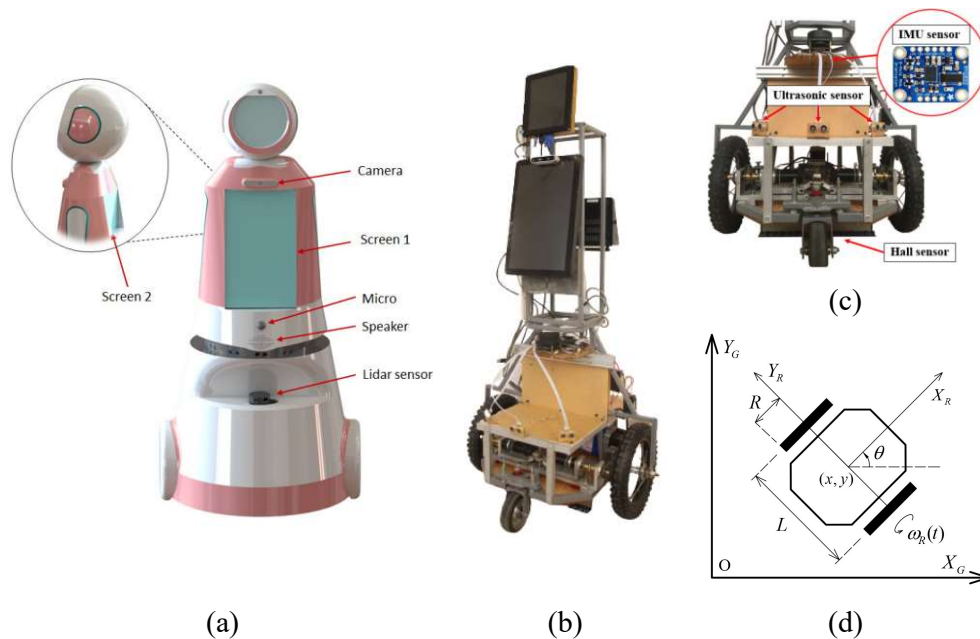 Camera
Screen 1
Screen 2
Micro
Speaker
Lidar sensor
(a)
(b)
IMU sensor
Ultrasonic sensor
Hall sensor
(c)
Y_G
Y_R
R
X_R
θ
(x, y)
L
ω_R(t)
O
X_G
(d)